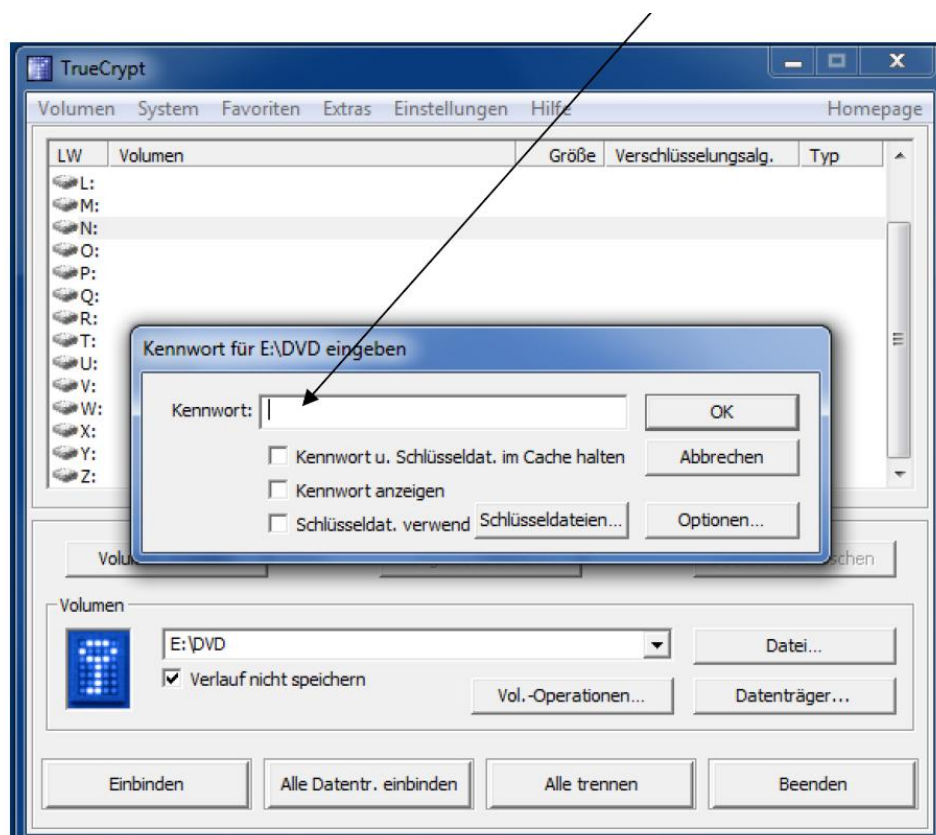 TrueCrypt
Volumen System Favoriten Extras Einstellungen Hilfe Homepage
LW Volumen Größe Verschlüsselungsalg. Typ
L:
M:
N:
O:
P:
Q:
R:
T:
U:
V:
W:
X:
Y:
Z:
Kennwort für E:\DVD eingeben
Kennwort:
OK
Kennwort u. Schlüsseldat. im Cache halten
Abbrechen
Kennwort anzeigen
Schlüsseldat. verwend
Schlüsseldateien...
Optionen...
Volumen
E:\DVD
Datei...
Verlauf nicht speichern
Vol.-Operationen...
Datenträger...
Einbinden
Alle Datentr. einbinden
Alle trennen
Beenden